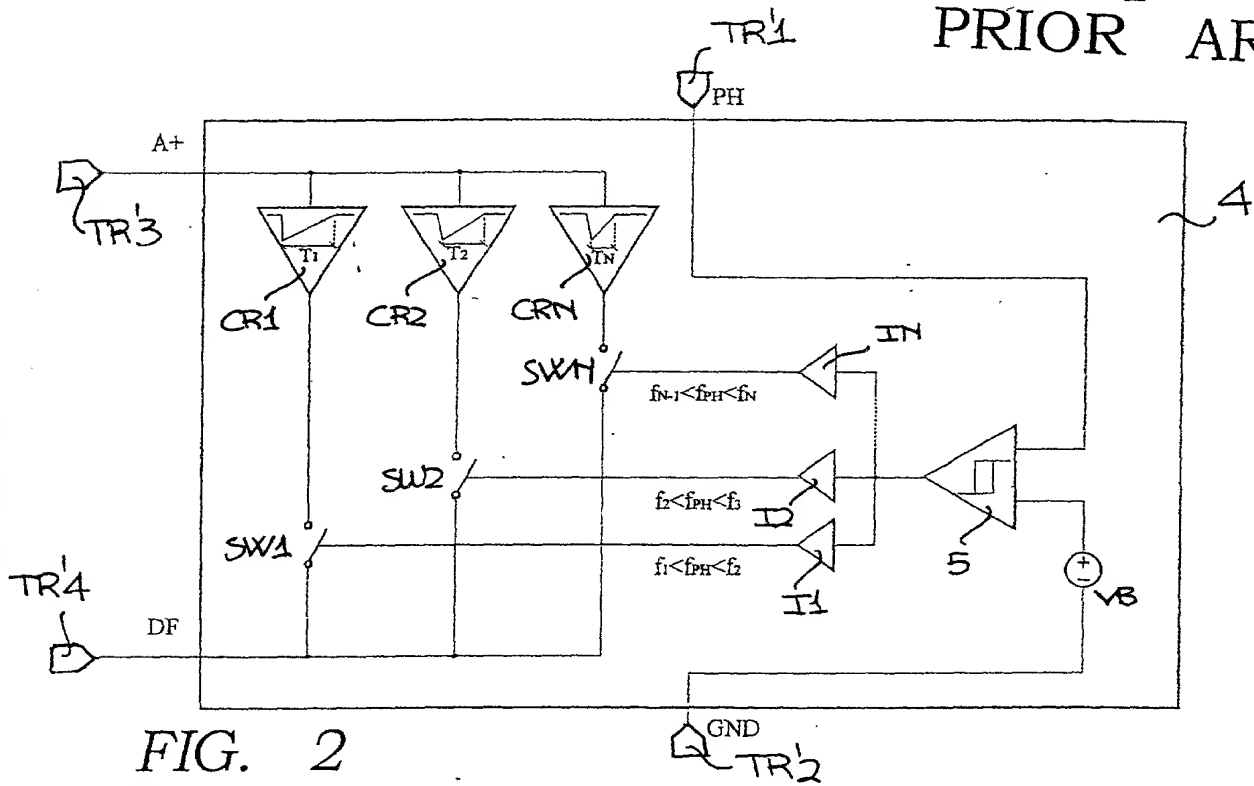 PRIOR AR
TR'1
PH
A+
TR'3
4
T1
T2
TN
CR1
CR2
CRN
IN
SWN
fN-1<fPH<fN
SW2
f2<fPH<f3
I2
SW1
f1<fPH<f2
I1
5
+
−
VB
TR'4
DF
GND
TR'2
FIG. 2